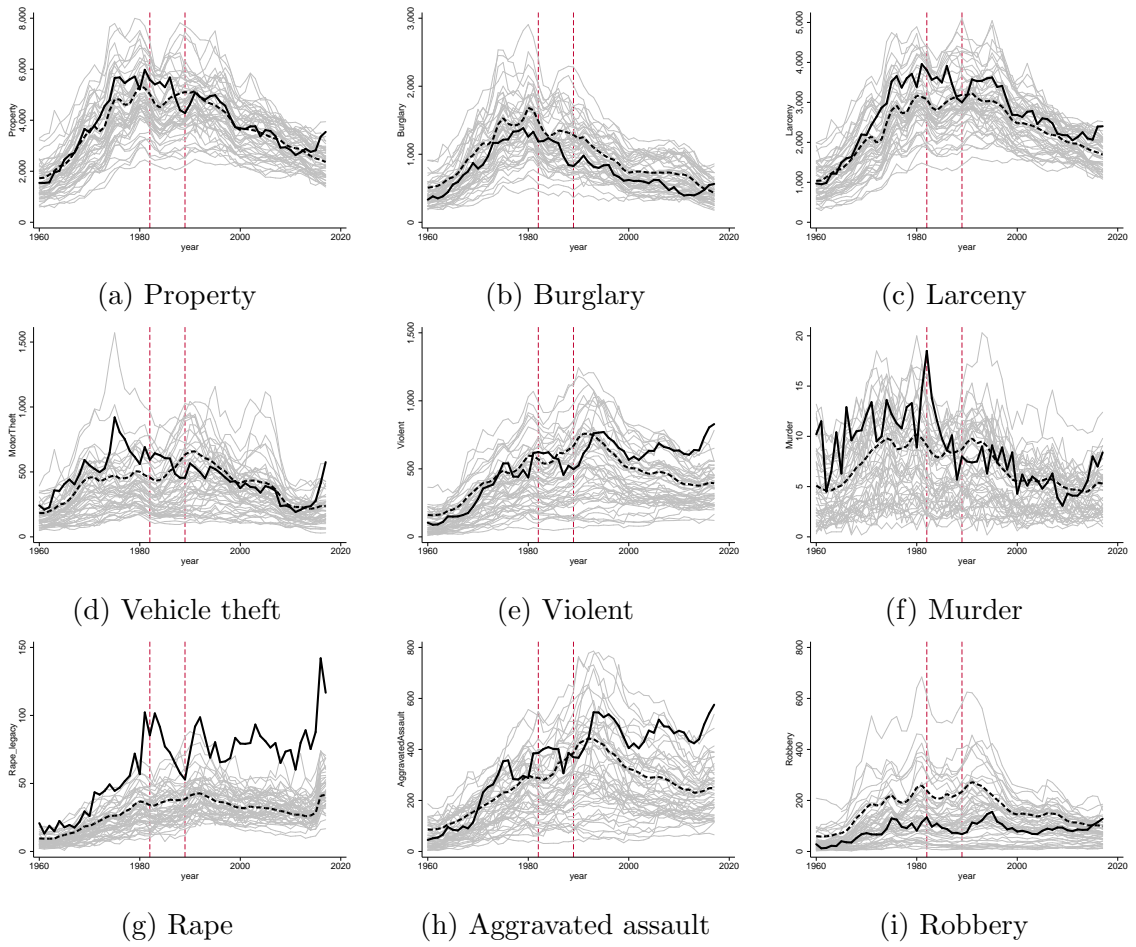 Property
0
2,000
4,000
6,000
8,000
1960
1980
2000
2020
year
(a) Property
Burglary
0
1,000
2,000
3,000
1960
1980
2000
2020
year
(b) Burglary
Larceny
0
1,000
2,000
3,000
4,000
5,000
1960
1980
2000
2020
year
(c) Larceny
MotorTheft
0
500
1,000
1,500
1960
1980
2000
2020
year
(d) Vehicle theft
Violent
0
500
1,000
1,500
1960
1980
2000
2020
year
(e) Violent
Murder
0
5
10
15
20
1960
1980
2000
2020
year
(f) Murder
Rape_legacy
0
50
100
150
1960
1980
2000
2020
year
(g) Rape
AggravatedAssault
0
200
400
600
800
1960
1980
2000
2020
year
(h) Aggravated assault
Robbery
0
200
400
600
800
1960
1980
2000
2020
year
(i) Robbery